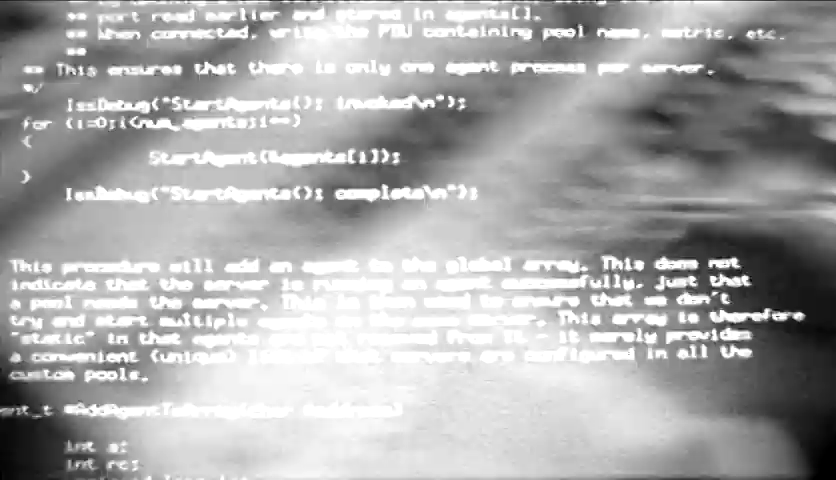 ** port read earlier and stored in agents[].
** When connected, write the PDU containing pool name, metric, etc.
**
** This ensures that there is only one agent process per server.
*/
IssDebug("StartAgents(): invoked\n");
for (i=0;i<num_agents;i++)
{
StartAgent(&agents[i]);
}
IssDebug("StartAgents(): complete\n");
This procedure will add an agent to the global array. This does not
indicate that the server is running an agent successfully, just that
a pool needs the server. This is then used to ensure that we don't
try and start multiple agents on the same server. This array is therefore
"static" in that agents are not removed from it - it merely provides
a convenient (unique) list of what servers are configured in all the
custom pools.
ent_t *AddAgentToArray(char *address)
int a;
int rc;